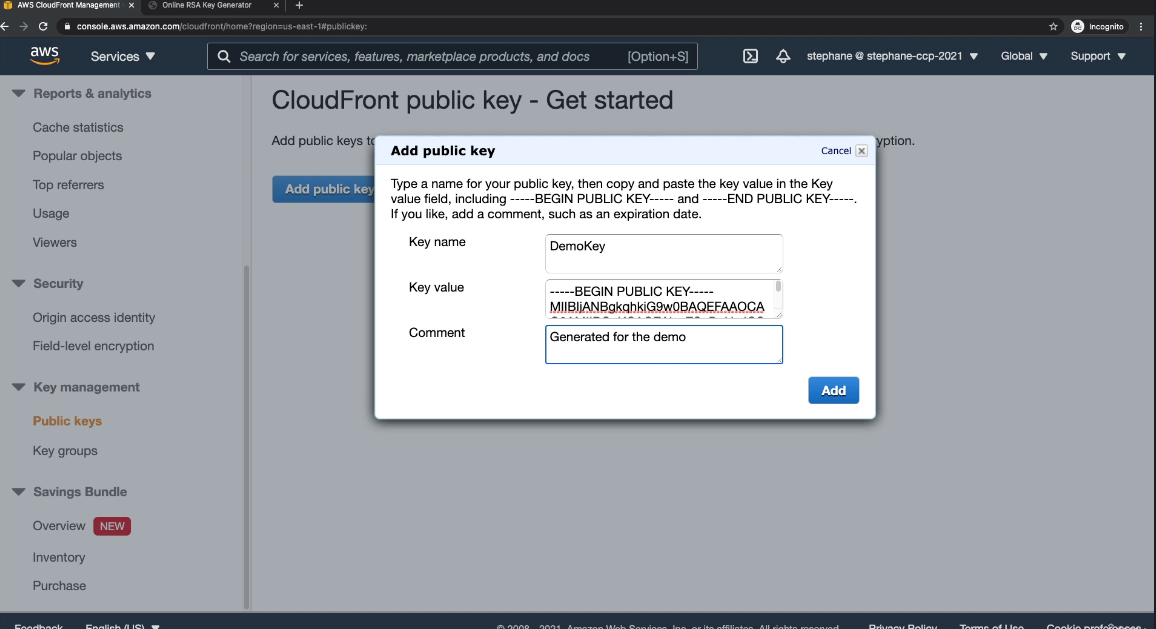 AWS CloudFront Management
Online RSA Key Generator
console.aws.amazon.com/cloudfront/home?region=us-east-1#publickey:
Incognito
aws
Services
Search for services, features, marketplace products, and docs
[Option+S]
stephane @ stephane-ccp-2021
Global
Support
Reports & analytics
Cache statistics
Popular objects
Top referrers
Usage
Viewers
Security
Origin access identity
Field-level encryption
Key management
Public keys
Key groups
Savings Bundle
Overview NEW
Inventory
Purchase
CloudFront public key - Get started
Add public keys to
yption.
Add public key
Add public key
Cancel
Type a name for your public key, then copy and paste the key value in the Key
value field, including -----BEGIN PUBLIC KEY----- and -----END PUBLIC KEY-----.
If you like, add a comment, such as an expiration date.
Key name
DemoKey
Key value
-----BEGIN PUBLIC KEY-----
MIIBIjANBgkqhkiG9w0BAQEFAAOCA
Comment
Generated for the demo
Add
Feedback
English (US)
© 2008 - 2021, Amazon Web Services, Inc. or its affiliates. All rights reserved.
Privacy Policy
Terms of Use
Cookie preferences